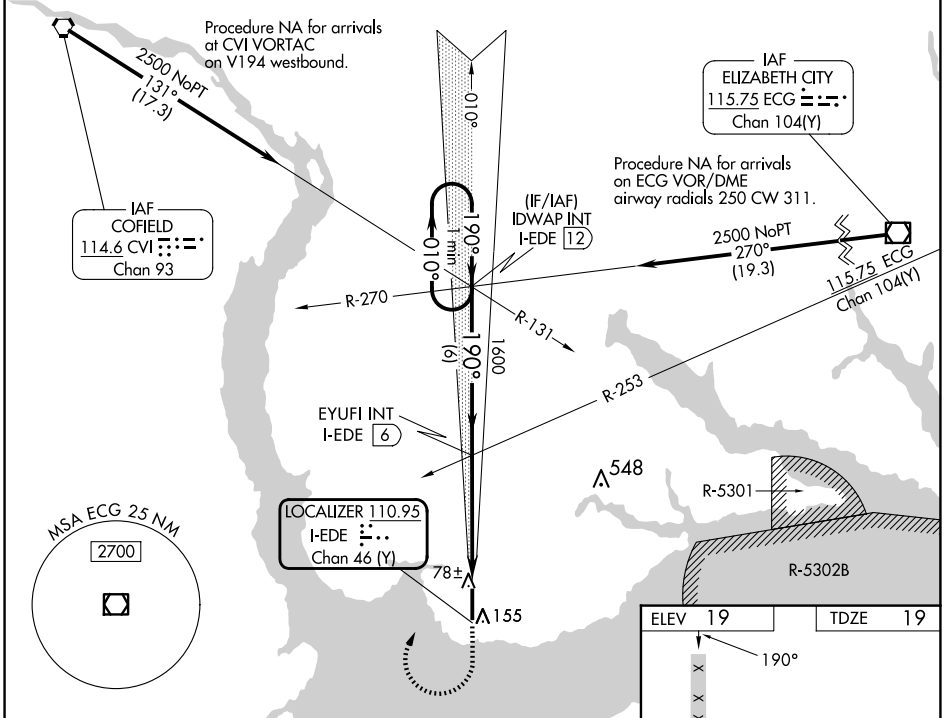 Procedure NA for arrivals
at CVI VORTAC
on V194 westbound.
2500 NoPT
131°
(17.3)
IAF
COFIELD
114.6 CVI
Chan 93
010°
IAF
ELIZABETH CITY
115.75 ECG
Chan 104(Y)
Procedure NA for arrivals
on ECG VOR/DME
airway radials 250 CW 311.
(IF/IAF)
IDWAP INT
I-EDE 12
2500 NoPT
270°
(19.3)
115.75 ECG
Chan 104(Y)
190°
1 min
010°
R-270
R-131
190°
(6)
1600
R-253
EYUFI INT
I-EDE 6
548
R-5301
R-5302B
LOCALIZER 110.95
I-EDE
Chan 46 (Y)
78±
155
MSA ECG 25 NM
2700
ELEV 19
TDZE 19
190°
X
X
X